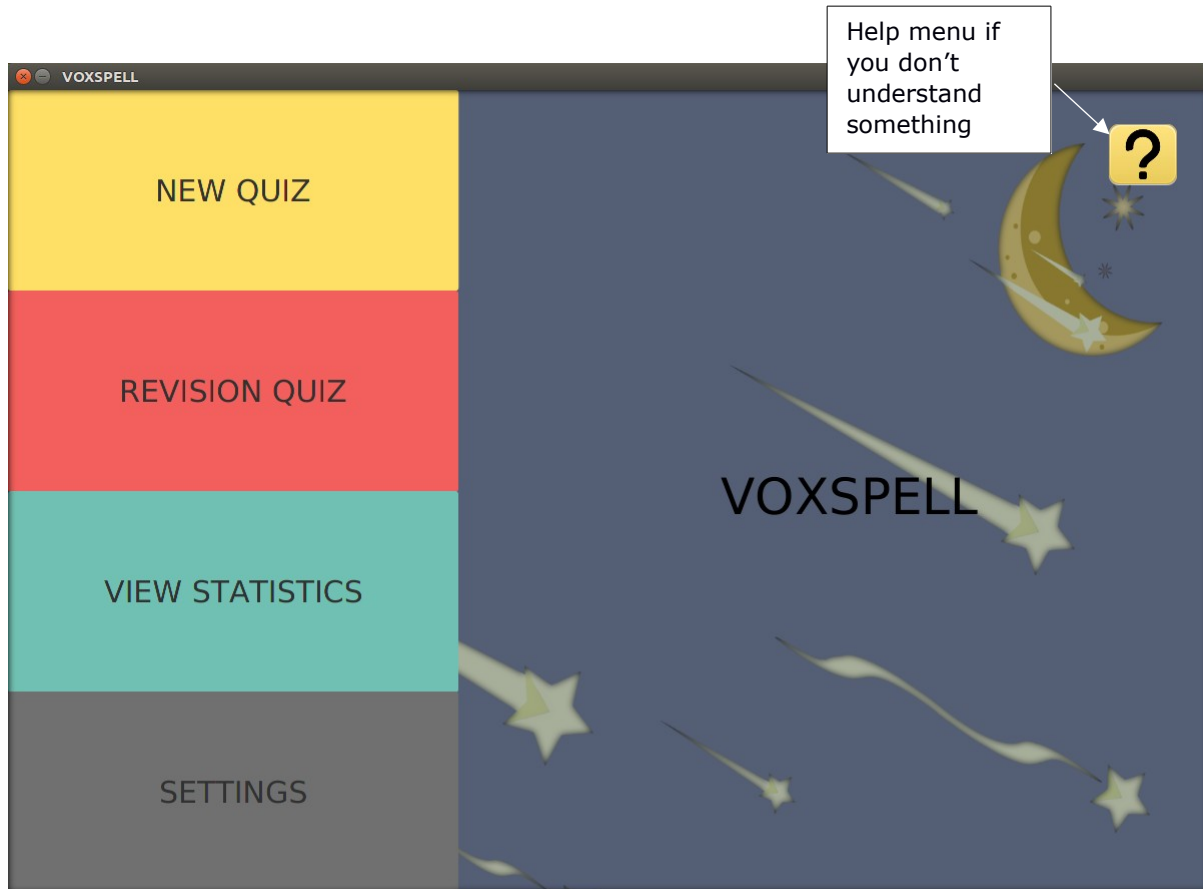 Help menu if
you don’t
understand
something
VOXSPELL
NEW QUIZ
?
REVISION QUIZ
VOXSPELL
VIEW STATISTICS
SETTINGS